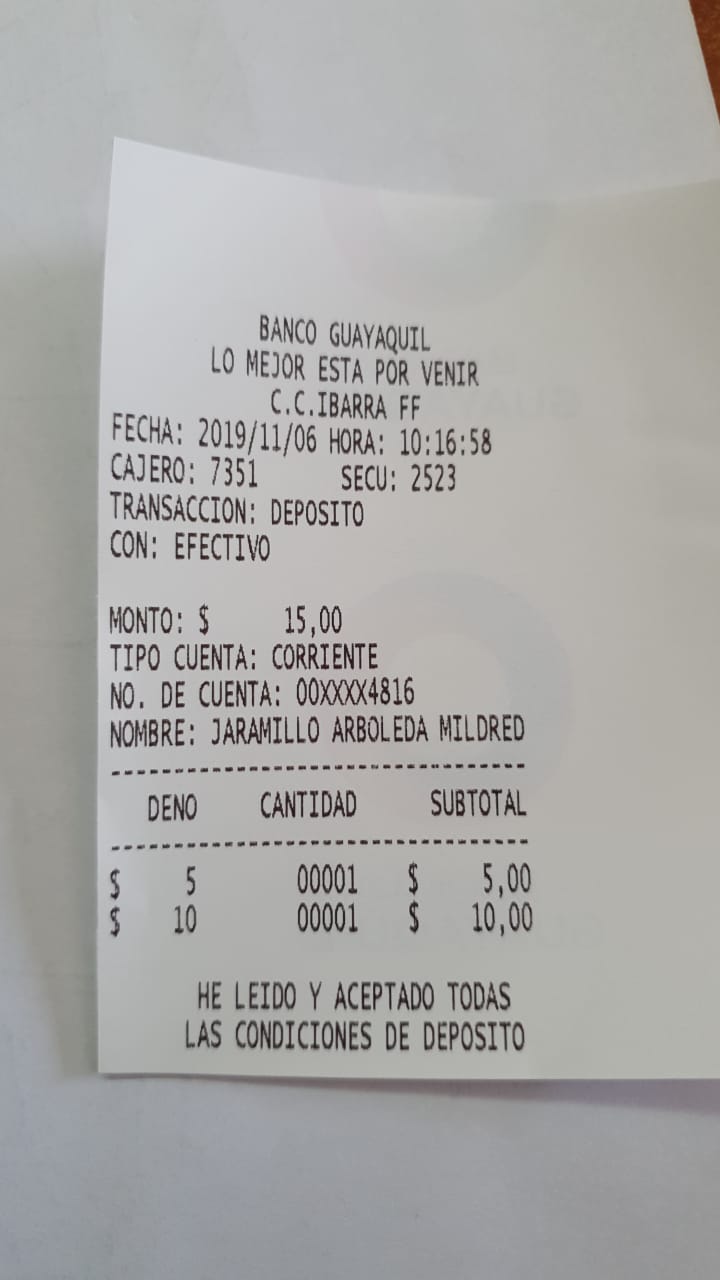 BANCO GUAYAQUIL
LO MEJOR ESTA POR VENIR
C.C.IBARRA FF
FECHA: 2019/11/06 HORA: 10:16:58
CAJERO: 7351 SECU: 2523
TRANSACCION: DEPOSITO
CON: EFECTIVO
MONTO: $ 15,00
TIPO CUENTA: CORRIENTE
NO. DE CUENTA: 00XXXX4816
NOMBRE: JARAMILLO ARBOLEDA MILDRED
--------------------------------
DENO CANTIDAD SUBTOTAL
--------------------------------
$ 5 00001 $ 5,00
$ 10 00001 $ 10,00
HE LEIDO Y ACEPTADO TODAS
LAS CONDICIONES DE DEPOSITO